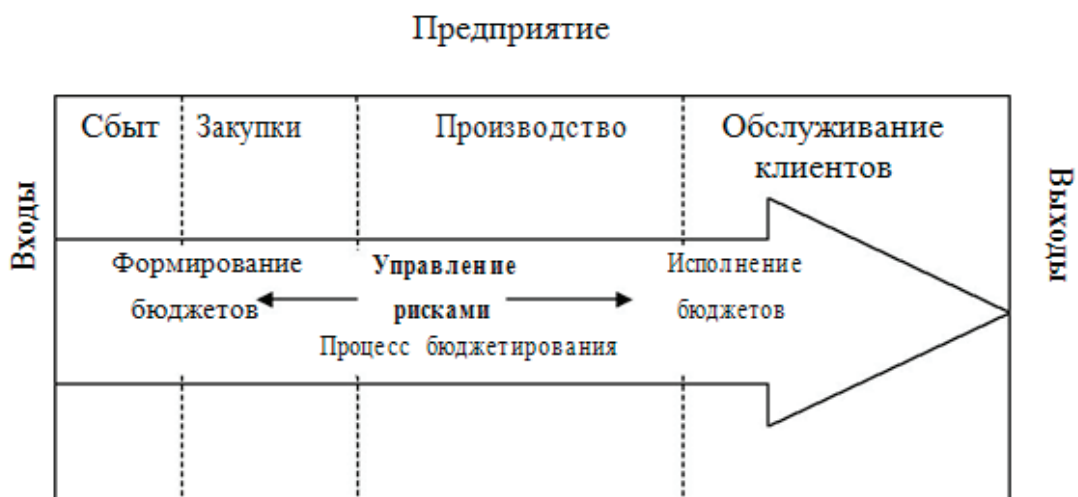 Предприятие
Сбыт Закупки Производство Обслуживание
клиентов
Входы
Выходы
Формирование Управление Исполнение
бюджетов рисками бюджетов
Процесс бюджетирования